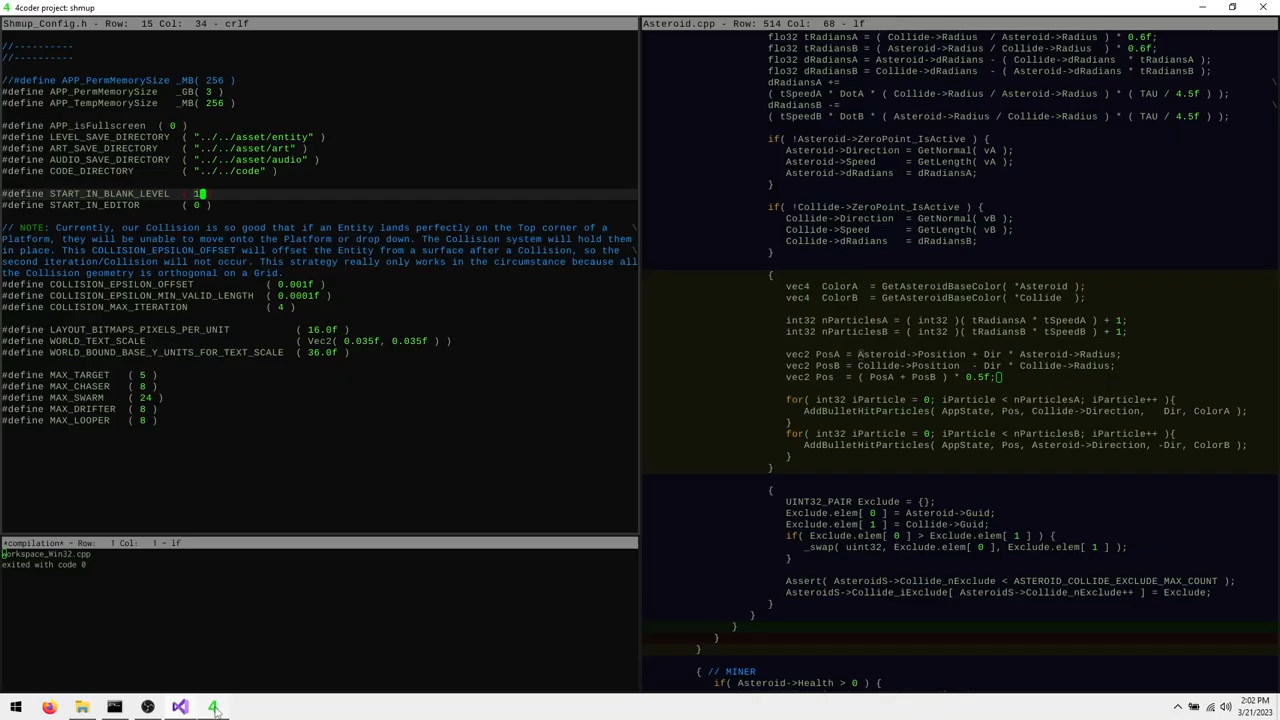 4coder project: shmup
Shmup_Config.h - Row: 15 Col: 34 - crlf
//----------
//----------
//#define APP_PermMemorySize _MB( 256 )
#define APP_PermMemorySize _GB( 3 )
#define APP_TempMemorySize _MB( 256 )
#define APP_isFullscreen ( 0 )
#define LEVEL_SAVE_DIRECTORY ( "../../asset/entity" )
#define ART_SAVE_DIRECTORY ( "../../asset/art" )
#define AUDIO_SAVE_DIRECTORY ( "../../asset/audio" )
#define CODE_DIRECTORY ( "../../code" )
#define START_IN_BLANK_LEVEL 1
#define START_IN_EDITOR ( 0 )
// NOTE: Currently, our Collision is so good that if an Entity lands perfectly on the Top corner of a \
Platform, they will be unable to move onto the Platform or drop down. The Collision system will hold them \
in place. This COLLISION_EPSILON_OFFSET will offset the Entity from a surface after a Collision, so the \
second iteration/Collision will not occur. This strategy really only works in the circumstance because all \
the Collision geometry is orthogonal on a Grid.
#define COLLISION_EPSILON_OFFSET ( 0.001f )
#define COLLISION_EPSILON_MIN_VALID_LENGTH ( 0.0001f )
#define COLLISION_MAX_ITERATION ( 4 )
#define LAYOUT_BITMAPS_PIXELS_PER_UNIT ( 16.0f )
#define WORLD_TEXT_SCALE ( Vec2( 0.035f, 0.035f ) )
#define WORLD_BOUND_BASE_Y_UNITS_FOR_TEXT_SCALE ( 36.0f )
#define MAX_TARGET ( 5 )
#define MAX_CHASER ( 8 )
#define MAX_SWARM ( 24 )
#define MAX_DRIFTER ( 8 )
#define MAX_LOOPER ( 8 )
*compilation* - Row: 1 Col: 1 - lf
workspace_Win32.cpp
exited with code 0
Asteroid.cpp - Row: 514 Col: 68 - lf
flo32 tRadiansA = ( Collide->Radius / Asteroid->Radius ) * 0.6f;
flo32 tRadiansB = ( Asteroid->Radius / Collide->Radius ) * 0.6f;
flo32 dRadiansA = Asteroid->dRadians - ( Collide->dRadians * tRadiansA );
flo32 dRadiansB = Collide->dRadians - ( Asteroid->dRadians * tRadiansB );
dRadiansA +=
( tSpeedA * DotA * ( Collide->Radius / Asteroid->Radius ) * ( TAU / 4.5f ) );
dRadiansB -=
( tSpeedB * DotB * ( Asteroid->Radius / Collide->Radius ) * ( TAU / 4.5f ) );
if( !Asteroid->ZeroPoint_IsActive ) {
Asteroid->Direction = GetNormal( vA );
Asteroid->Speed = GetLength( vA );
Asteroid->dRadians = dRadiansA;
}
if( !Collide->ZeroPoint_IsActive ) {
Collide->Direction = GetNormal( vB );
Collide->Speed = GetLength( vB );
Collide->dRadians = dRadiansB;
}
{
vec4 ColorA = GetAsteroidBaseColor( *Asteroid );
vec4 ColorB = GetAsteroidBaseColor( *Collide );
int32 nParticlesA = ( int32 )( tRadiansA * tSpeedA ) + 1;
int32 nParticlesB = ( int32 )( tRadiansB * tSpeedB ) + 1;
vec2 PosA = Asteroid->Position + Dir * Asteroid->Radius;
vec2 PosB = Collide->Position - Dir * Collide->Radius;
vec2 Pos = ( PosA + PosB ) * 0.5f;
for( int32 iParticle = 0; iParticle < nParticlesA; iParticle++ ){
AddBulletHitParticles( AppState, Pos, Collide->Direction, Dir, ColorA );
}
for( int32 iParticle = 0; iParticle < nParticlesB; iParticle++ ){
AddBulletHitParticles( AppState, Pos, Asteroid->Direction, -Dir, ColorB );
}
}
{
UINT32_PAIR Exclude = {};
Exclude.elem[ 0 ] = Asteroid->Guid;
Exclude.elem[ 1 ] = Collide->Guid;
if( Exclude.elem[ 0 ] > Exclude.elem[ 1 ] ) {
_swap( uint32, Exclude.elem[ 0 ], Exclude.elem[ 1 ] );
}
Assert( AsteroidS->Collide_nExclude < ASTEROID_COLLIDE_EXCLUDE_MAX_COUNT );
AsteroidS->Collide_iExclude[ AsteroidS->Collide_nExclude++ ] = Exclude;
}
}
}
}
}
{ // MINER
if( Asteroid->Health > 0 ) {
2:02 PM
3/21/2023